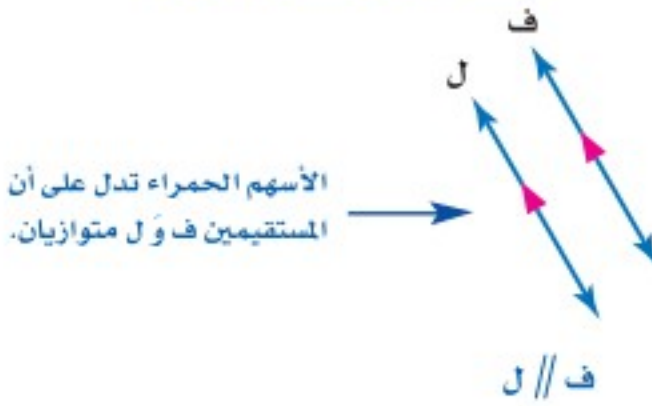 ف
ل
الأسهم الحمراء تدل على أن
المستقيمين ف وَ ل متوازيان.
ف // ل